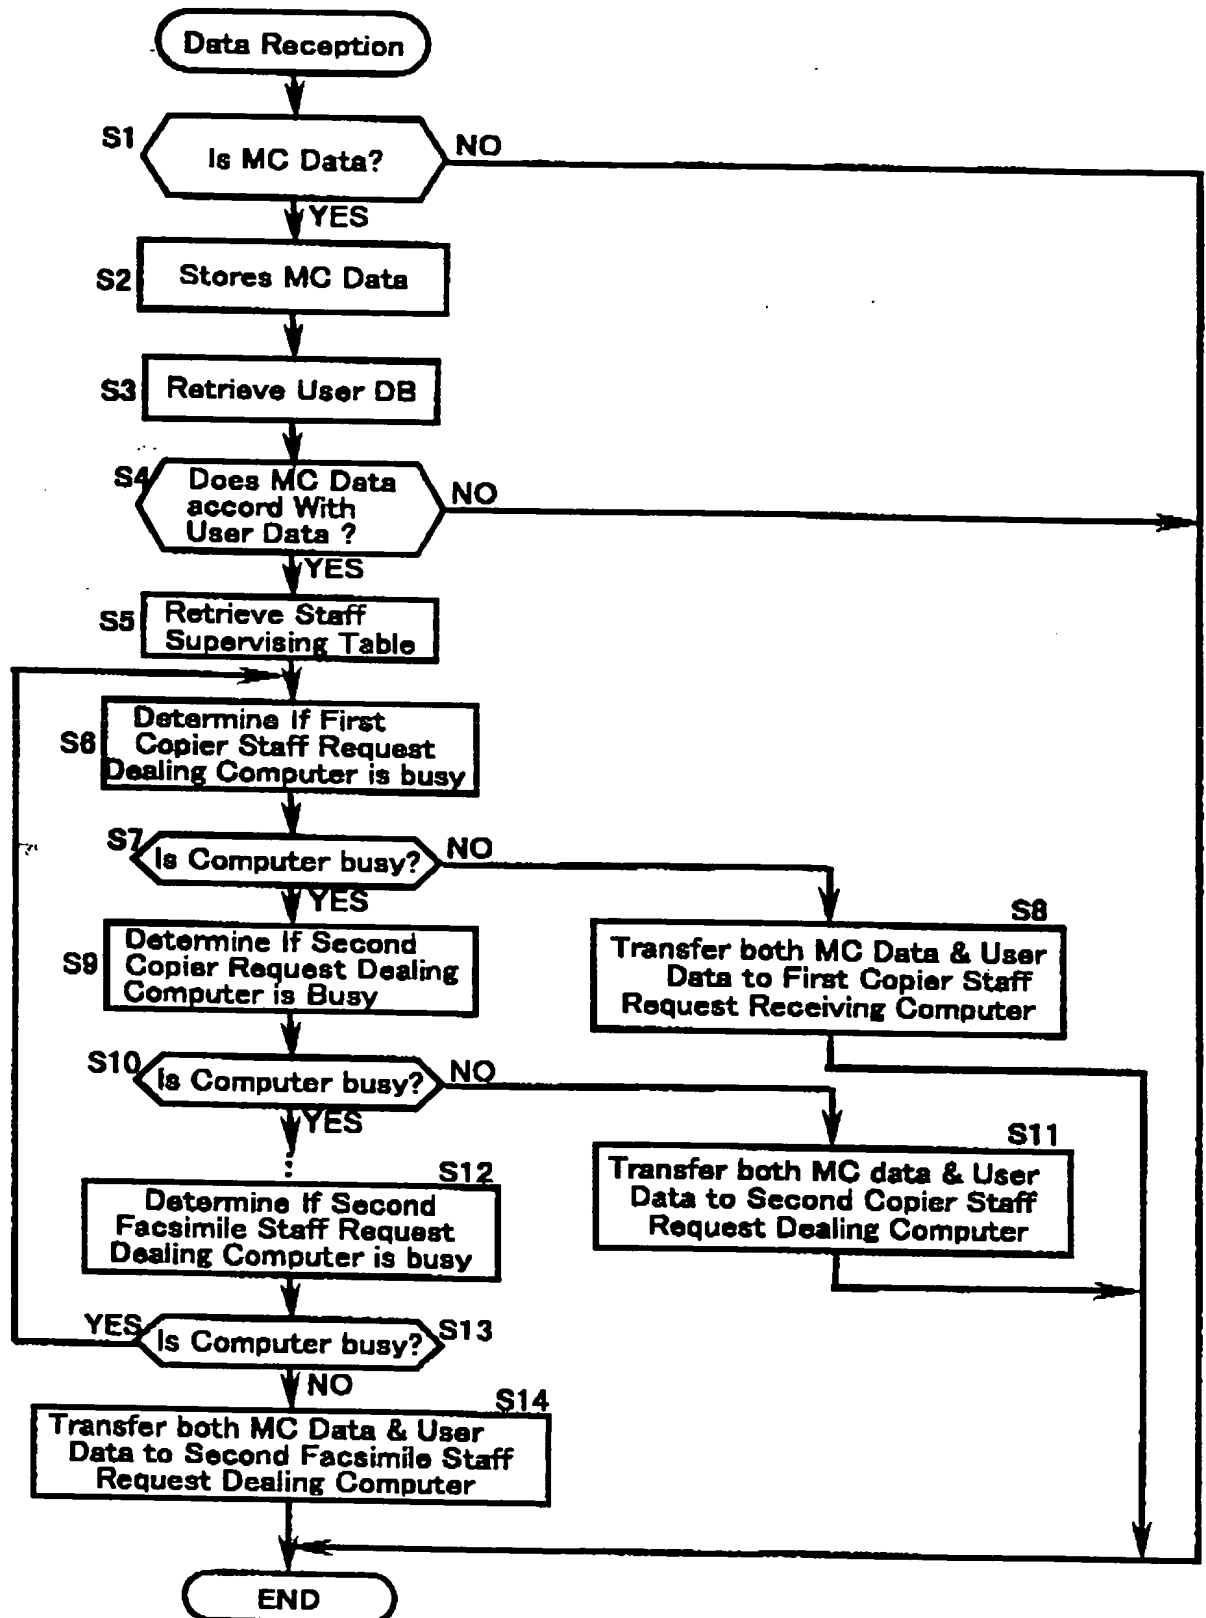 Data Reception
S1
Is MC Data?
NO
YES
S2
Stores MC Data
S3
Retrieve User DB
S4
Does MC Data
accord With
User Data ?
NO
YES
S5
Retrieve Staff
Supervising Table
S6
Determine If First
Copier Staff Request
Dealing Computer is busy
S7
Is Computer busy?
NO
YES
S8
Transfer both MC Data & User
Data to First Copier Staff
Request Receiving Computer
S9
Determine If Second
Copier Request Dealing
Computer is Busy
S10
Is Computer busy?
NO
YES
S11
Transfer both MC data & User
Data to Second Copier Staff
Request Dealing Computer
S12
Determine If Second
Facsimile Staff Request
Dealing Computer is busy
YES
Is Computer busy?
S13
NO
S14
Transfer both MC Data & User
Data to Second Facsimile Staff
Request Dealing Computer
END